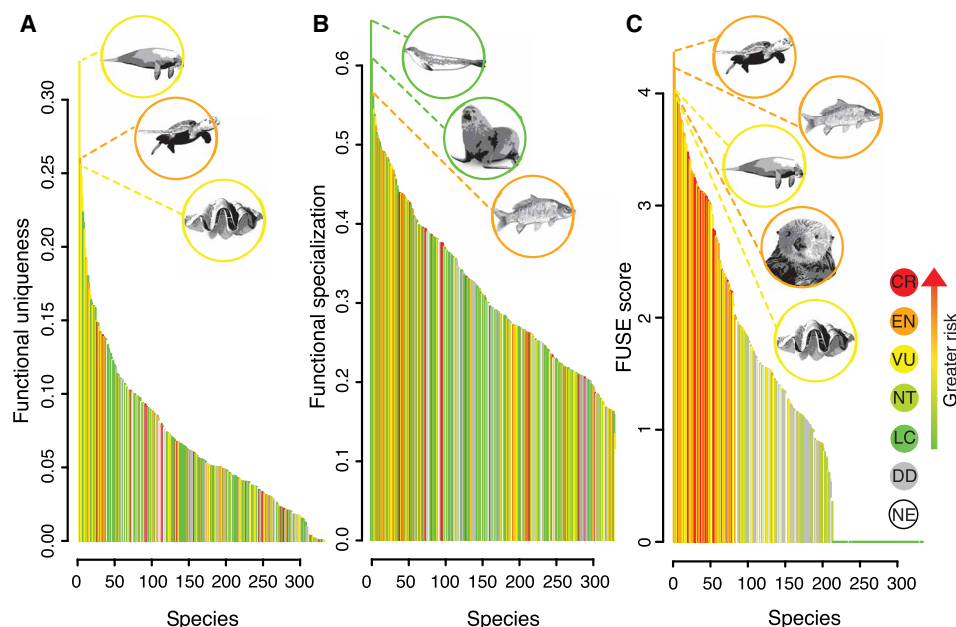 A
B
C
Functional uniqueness
0.00
0.05
0.10
0.15
0.20
0.25
0.30
0
50
100
150
200
250
300
Species
Functional specialization
0.0
0.1
0.2
0.3
0.4
0.5
0.6
0
50
100
150
200
250
300
Species
FUSE score
0
1
2
3
4
0
50
100
150
200
250
300
Species
CR
EN
VU
NT
LC
DD
NE
Greater risk